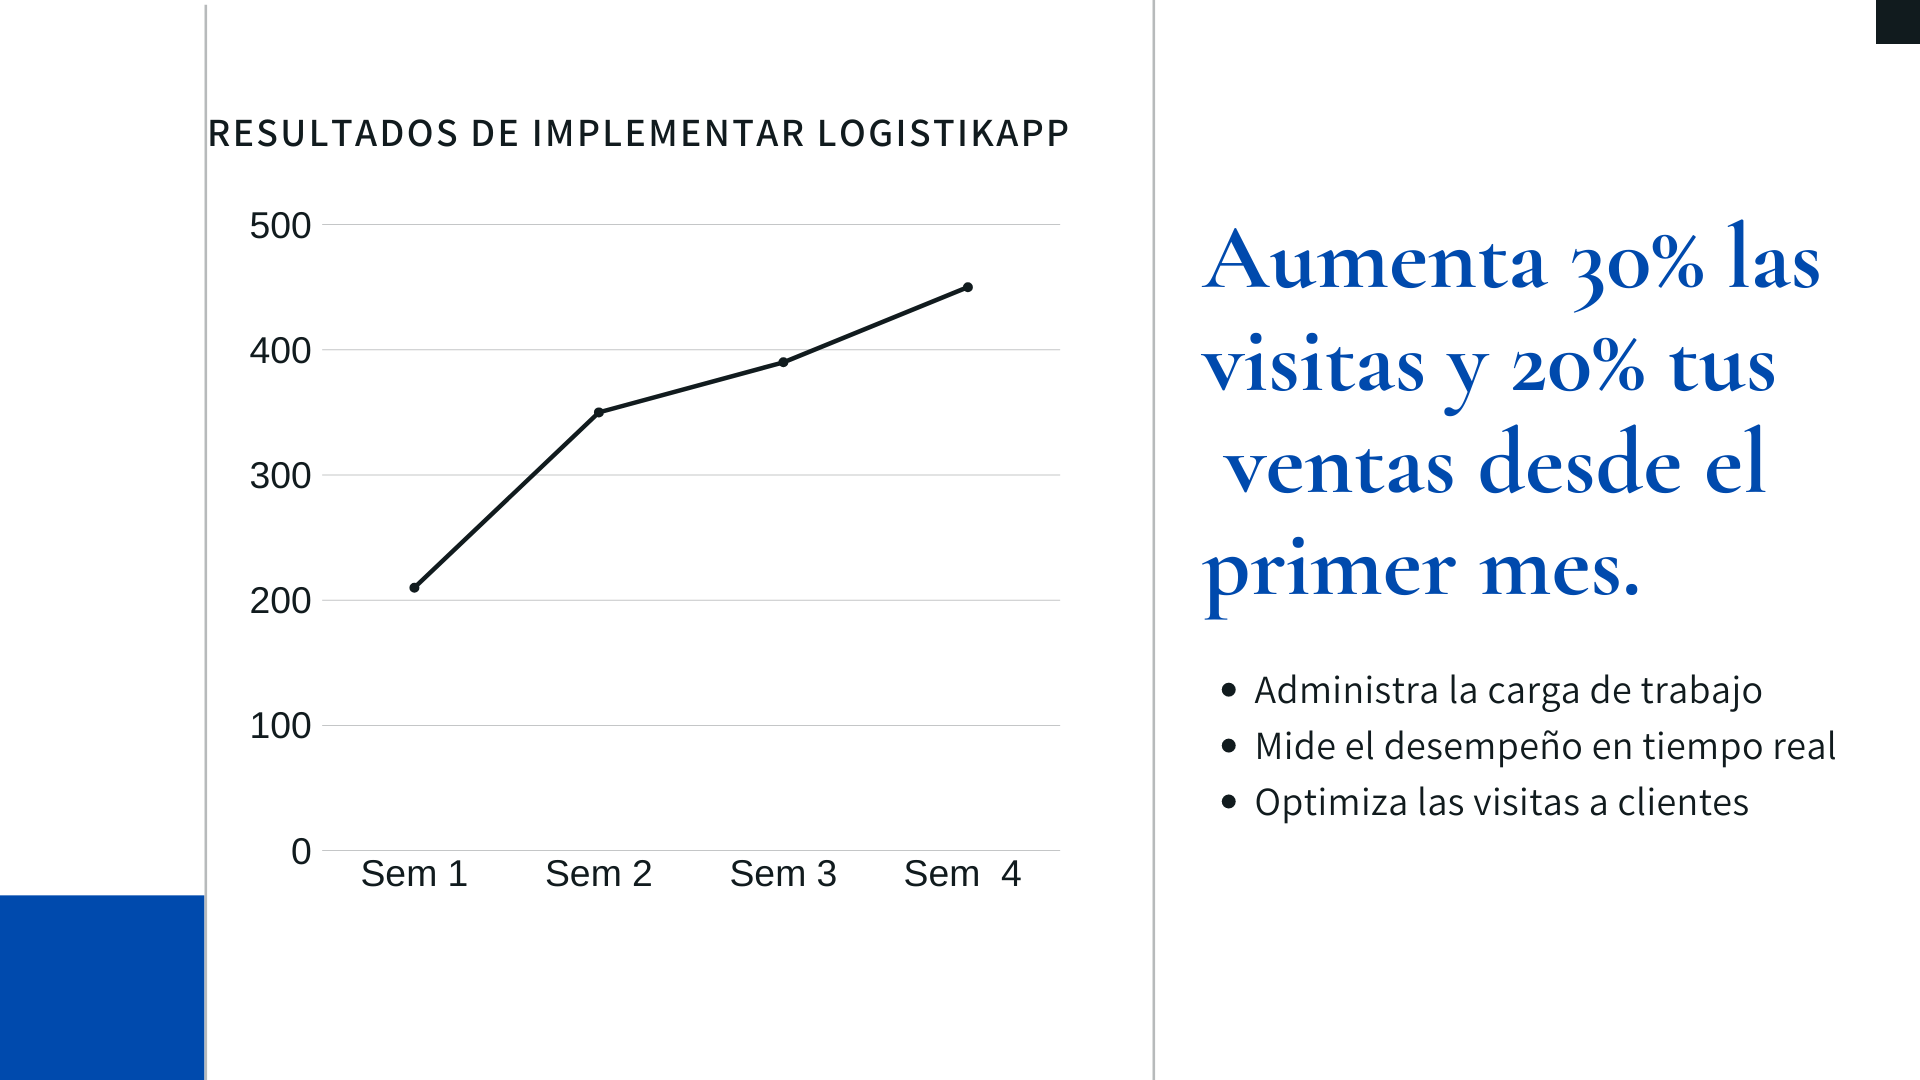 RESULTADOS DE IMPLEMENTAR LOGISTIKAPP
500
400
300
200
100
0
Sem 1 Sem 2 Sem 3 Sem  4
Aumenta 30% las
visitas y 20% tus
ventas desde el
primer mes.
• Administra la carga de trabajo
• Mide el desempeño en tiempo real
• Optimiza las visitas a clientes